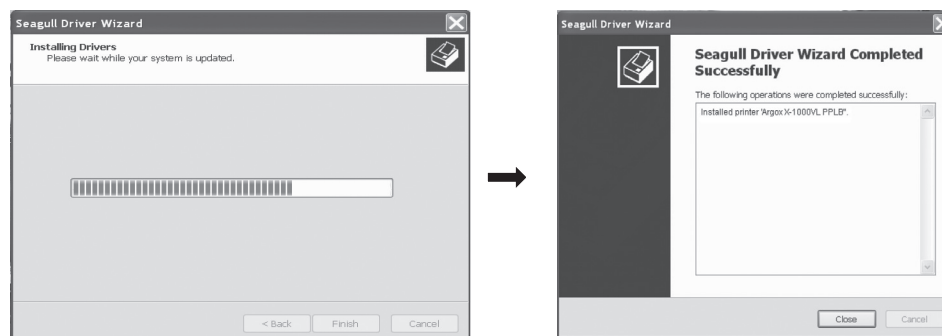 Seagull Driver Wizard
Installing Drivers
Please wait while your system is updated.
< Back
Finish
Cancel
Seagull Driver Wizard
Seagull Driver Wizard Completed
Successfully
The following operations were completed successfully:
Installed printer 'Argox X-1000VL PPLB".
Close
Cancel